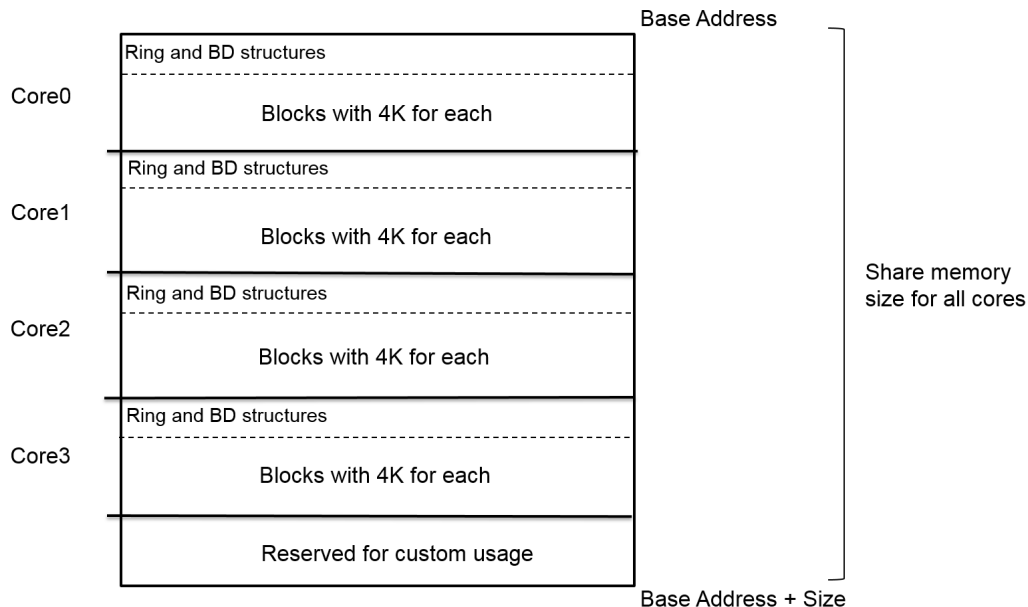 Base Address
Ring and BD structures
Core0
Blocks with 4K for each
Ring and BD structures
Core1
Blocks with 4K for each
Share memory
size for all cores
Ring and BD structures
Core2
Blocks with 4K for each
Ring and BD structures
Core3
Blocks with 4K for each
Reserved for custom usage
Base Address + Size